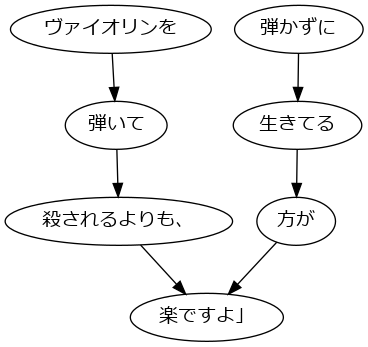 ヴァイオリンを
弾かずに
弾いて
生きてる
殺されるよりも、
方が
楽ですよ」